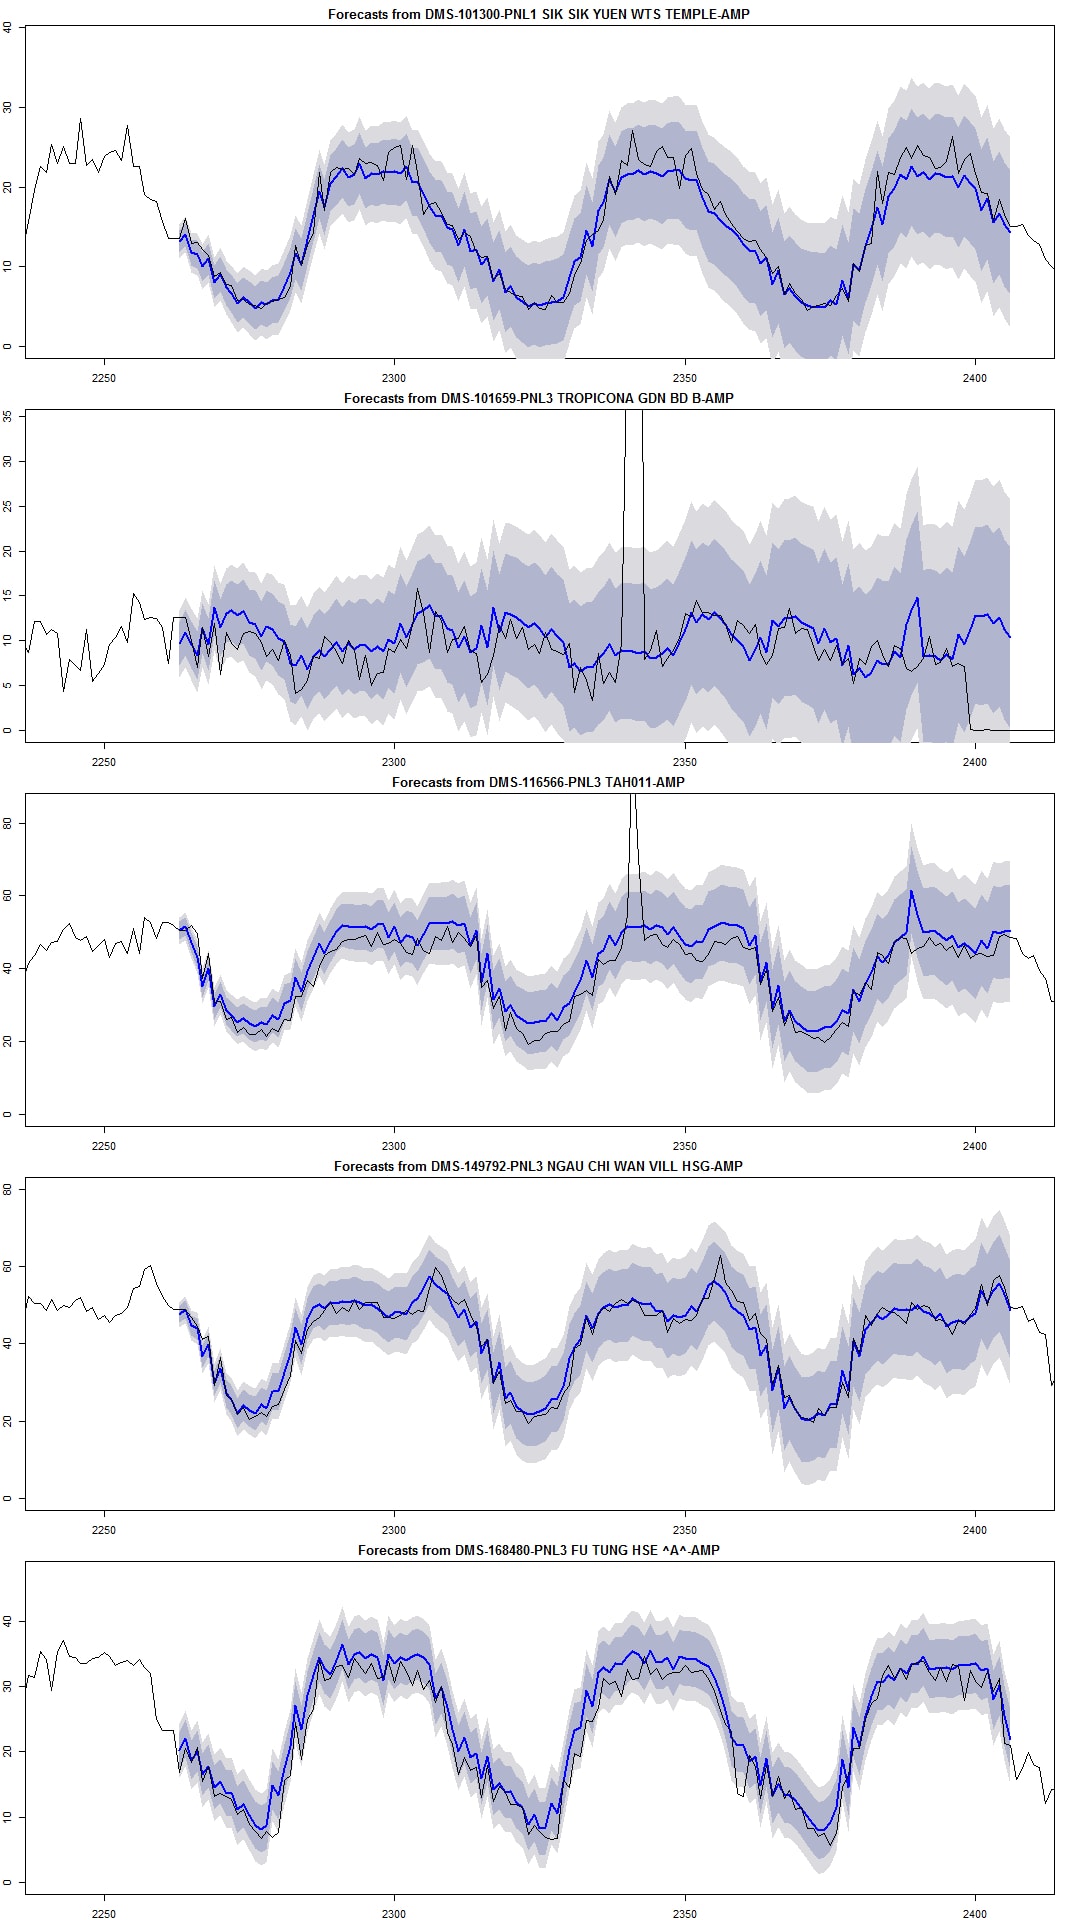 Forecasts from DMS-101300-PNL1 SIK SIK YUEN WTS TEMPLE-AMP
40
30
20
10
0
2250 2300 2350 2400
Forecasts from DMS-101659-PNL3 TROPICONA GDN BD B-AMP
35
30
25
20
15
10
5
0
2250 2300 2350 2400
Forecasts from DMS-116566-PNL3 TAH011-AMP
80
60
40
20
0
2250 2300 2350 2400
Forecasts from DMS-149792-PNL3 NGAU CHI WAN VILL HSG-AMP
80
60
40
20
0
2250 2300 2350 2400
Forecasts from DMS-168480-PNL3 FU TUNG HSE ^A^-AMP
40
30
20
10
0
2250 2300 2350 2400